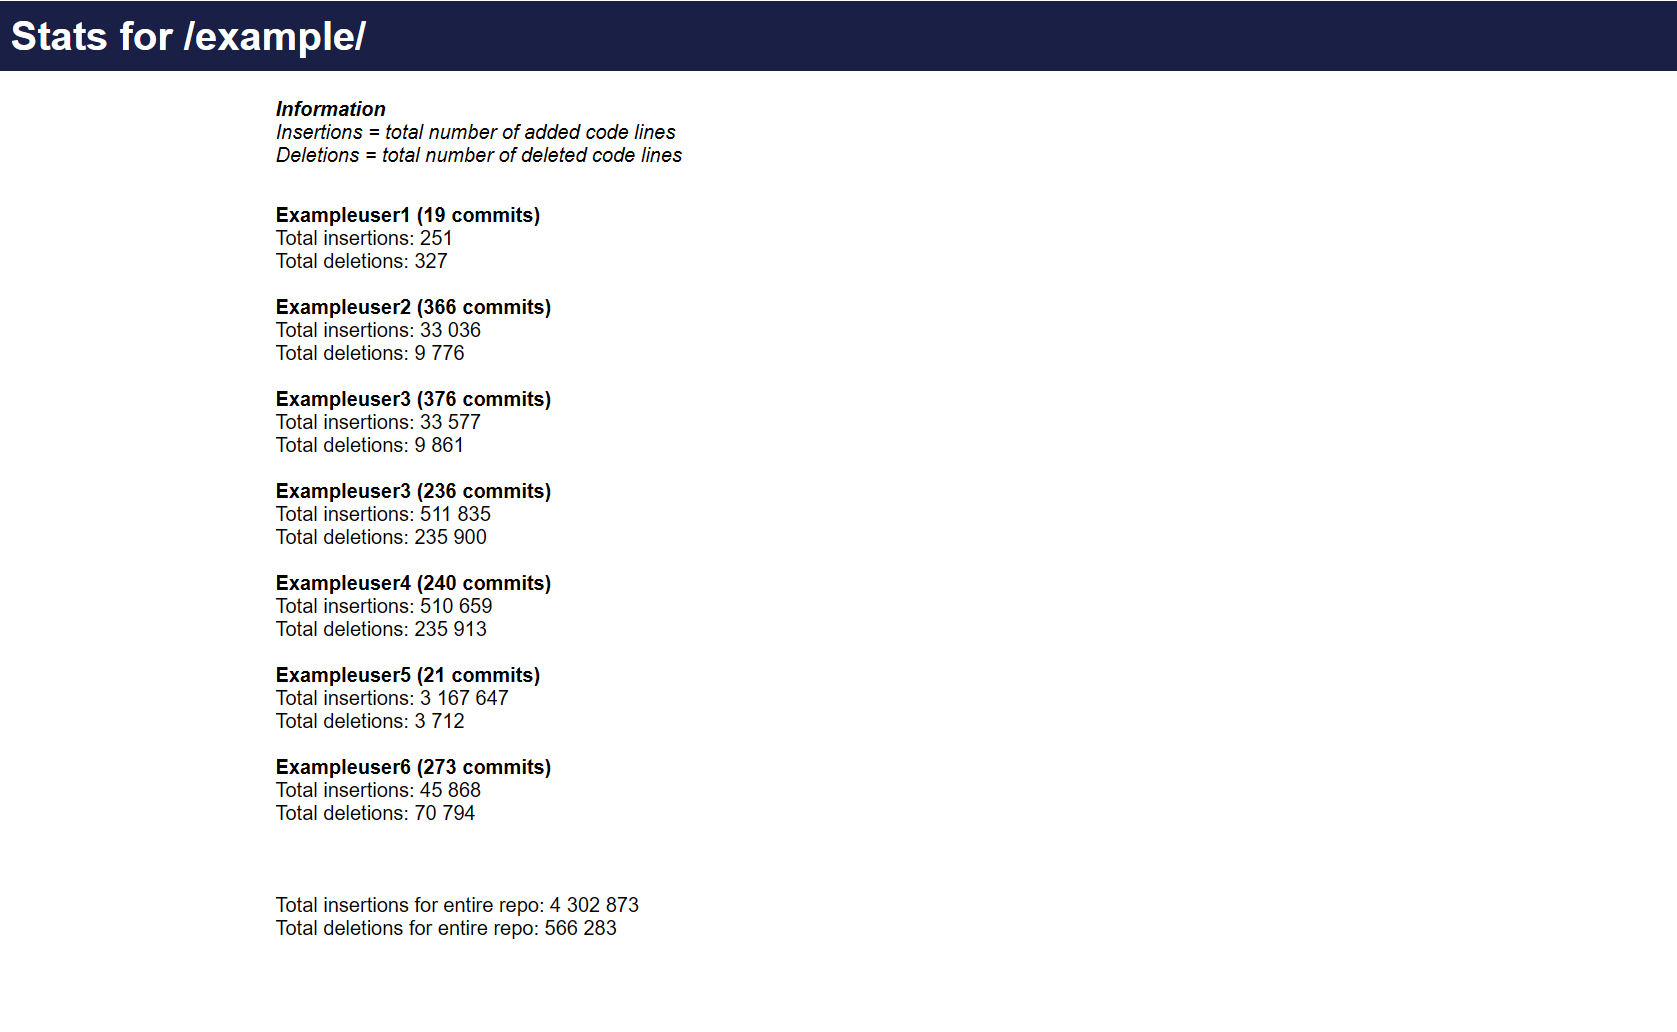 Stats for /example/
Information
Insertions = total number of added code lines
Deletions = total number of deleted code lines
Exampleuser1 (19 commits)
Total insertions: 251
Total deletions: 327
Exampleuser2 (366 commits)
Total insertions: 33 036
Total deletions: 9 776
Exampleuser3 (376 commits)
Total insertions: 33 577
Total deletions: 9 861
Exampleuser3 (236 commits)
Total insertions: 511 835
Total deletions: 235 900
Exampleuser4 (240 commits)
Total insertions: 510 659
Total deletions: 235 913
Exampleuser5 (21 commits)
Total insertions: 3 167 647
Total deletions: 3 712
Exampleuser6 (273 commits)
Total insertions: 45 868
Total deletions: 70 794
Total insertions for entire repo: 4 302 873
Total deletions for entire repo: 566 283